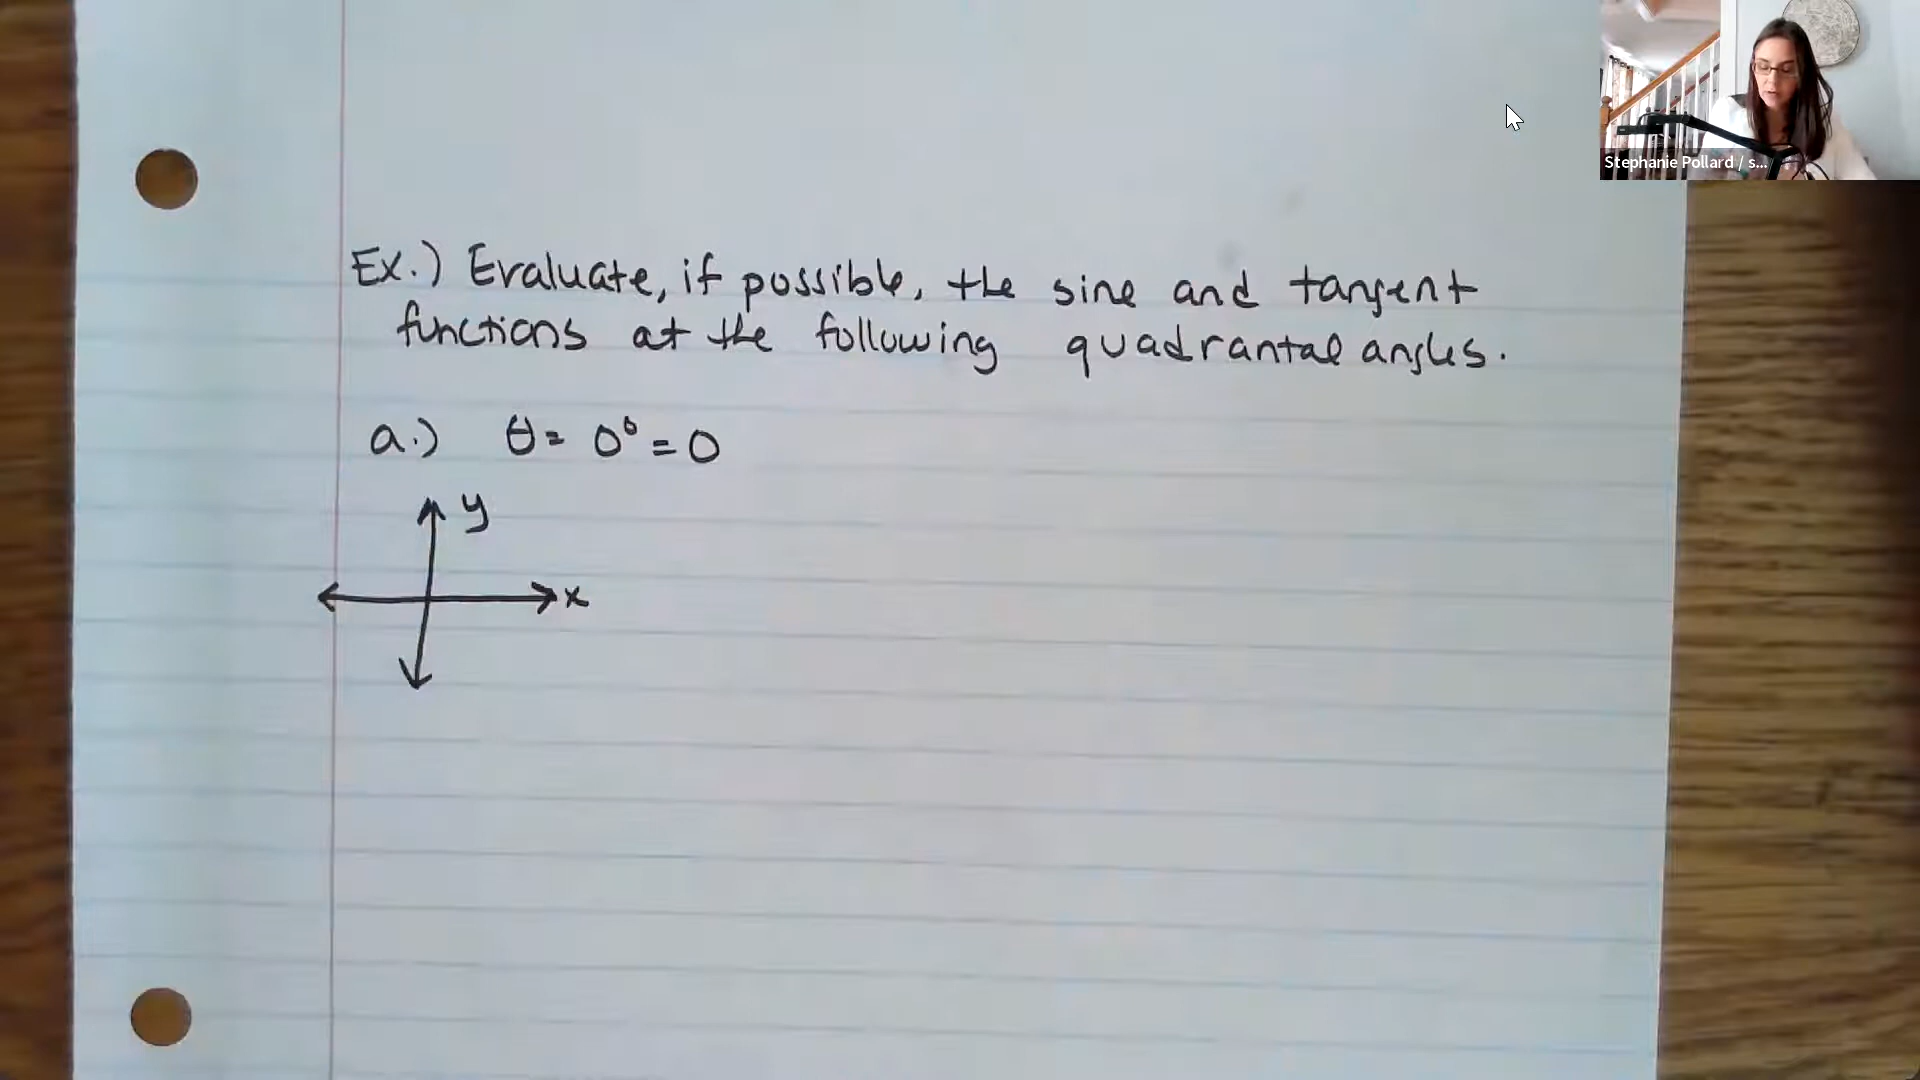 Stephanie Pollard / s...
Ex.) Evaluate, if possible, the sine and tangent
functions at the following quadrantal angles.
a.) θ = 0° = 0
y
x